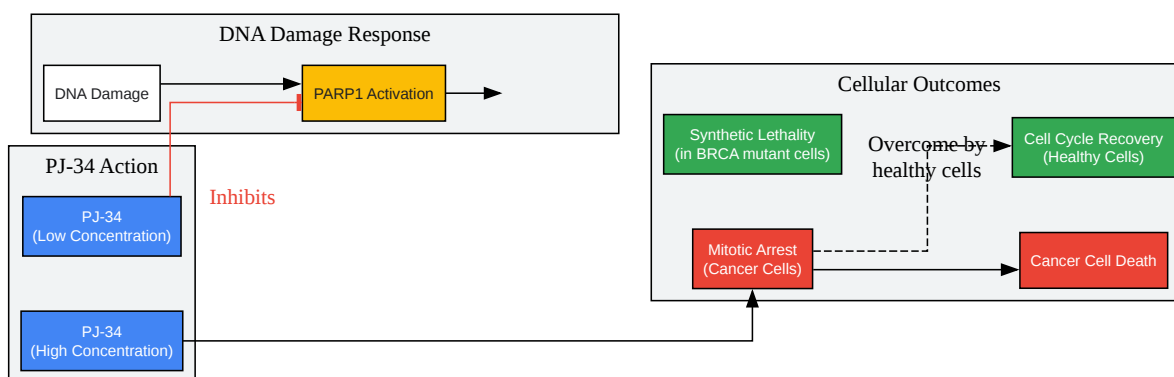 DNA Damage Response
DNA Damage
PARP1 Activation
PJ-34 Action
PJ-34
(Low Concentration)
Inhibits
PJ-34
(High Concentration)
Cellular Outcomes
Synthetic Lethality
(in BRCA mutant cells)
Overcome by
healthy cells
Cell Cycle Recovery
(Healthy Cells)
Mitotic Arrest
(Cancer Cells)
Cancer Cell Death